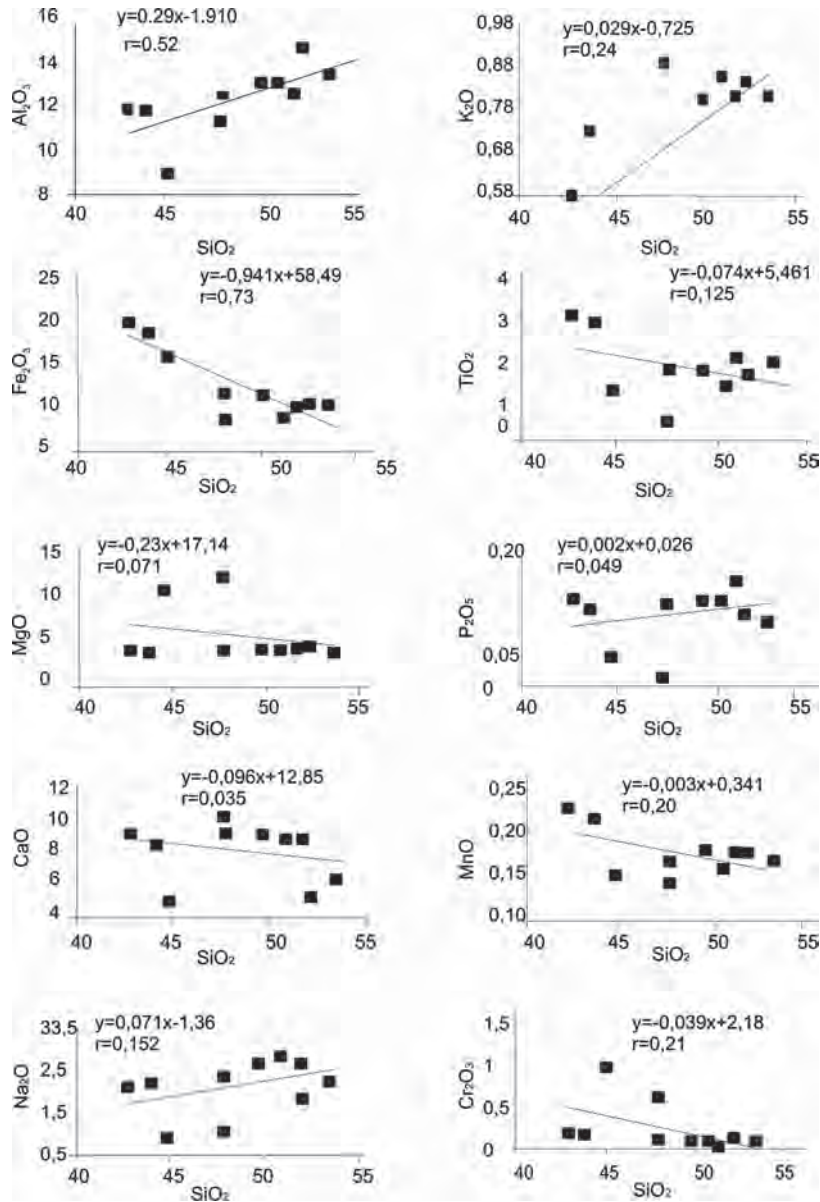 y=0.29x-1.910
r=0.52
16
14
12
10
8
Al₂O₃
40
45
50
55
SiO₂
y=0,029x-0,725
r=0,24
0,98
0,88
0,78
0,68
0,58
K₂O
40
45
50
55
SiO₂
y=-0,941x+58,49
r=0,73
25
20
15
10
5
Fe₂O₃
40
45
50
55
SiO₂
y=-0,074x+5,461
r=0,125
4
3
2
1
0
TiO₂
40
45
50
55
SiO₂
y=-0,23x+17,14
r=0,071
15
10
5
0
MgO
40
45
50
55
SiO₂
y=0,002x+0,026
r=0,049
0,20
0,05
0
P₂O₅
40
45
50
55
SiO₂
y=-0,096x+12,85
r=0,035
12
10
8
6
4
CaO
40
45
50
55
SiO₂
y=-0,003x+0,341
r=0,20
0,25
0,20
0,15
0,10
MnO
40
45
50
55
SiO₂
y=0,071x-1,36
r=0,152
33,5
2,5
1,5
0,5
Na₂O
40
45
50
55
SiO₂
y=-0,039x+2,18
r=0,21
1,5
1
0,5
0
Cr₂O₃
40
45
50
55
SiO₂